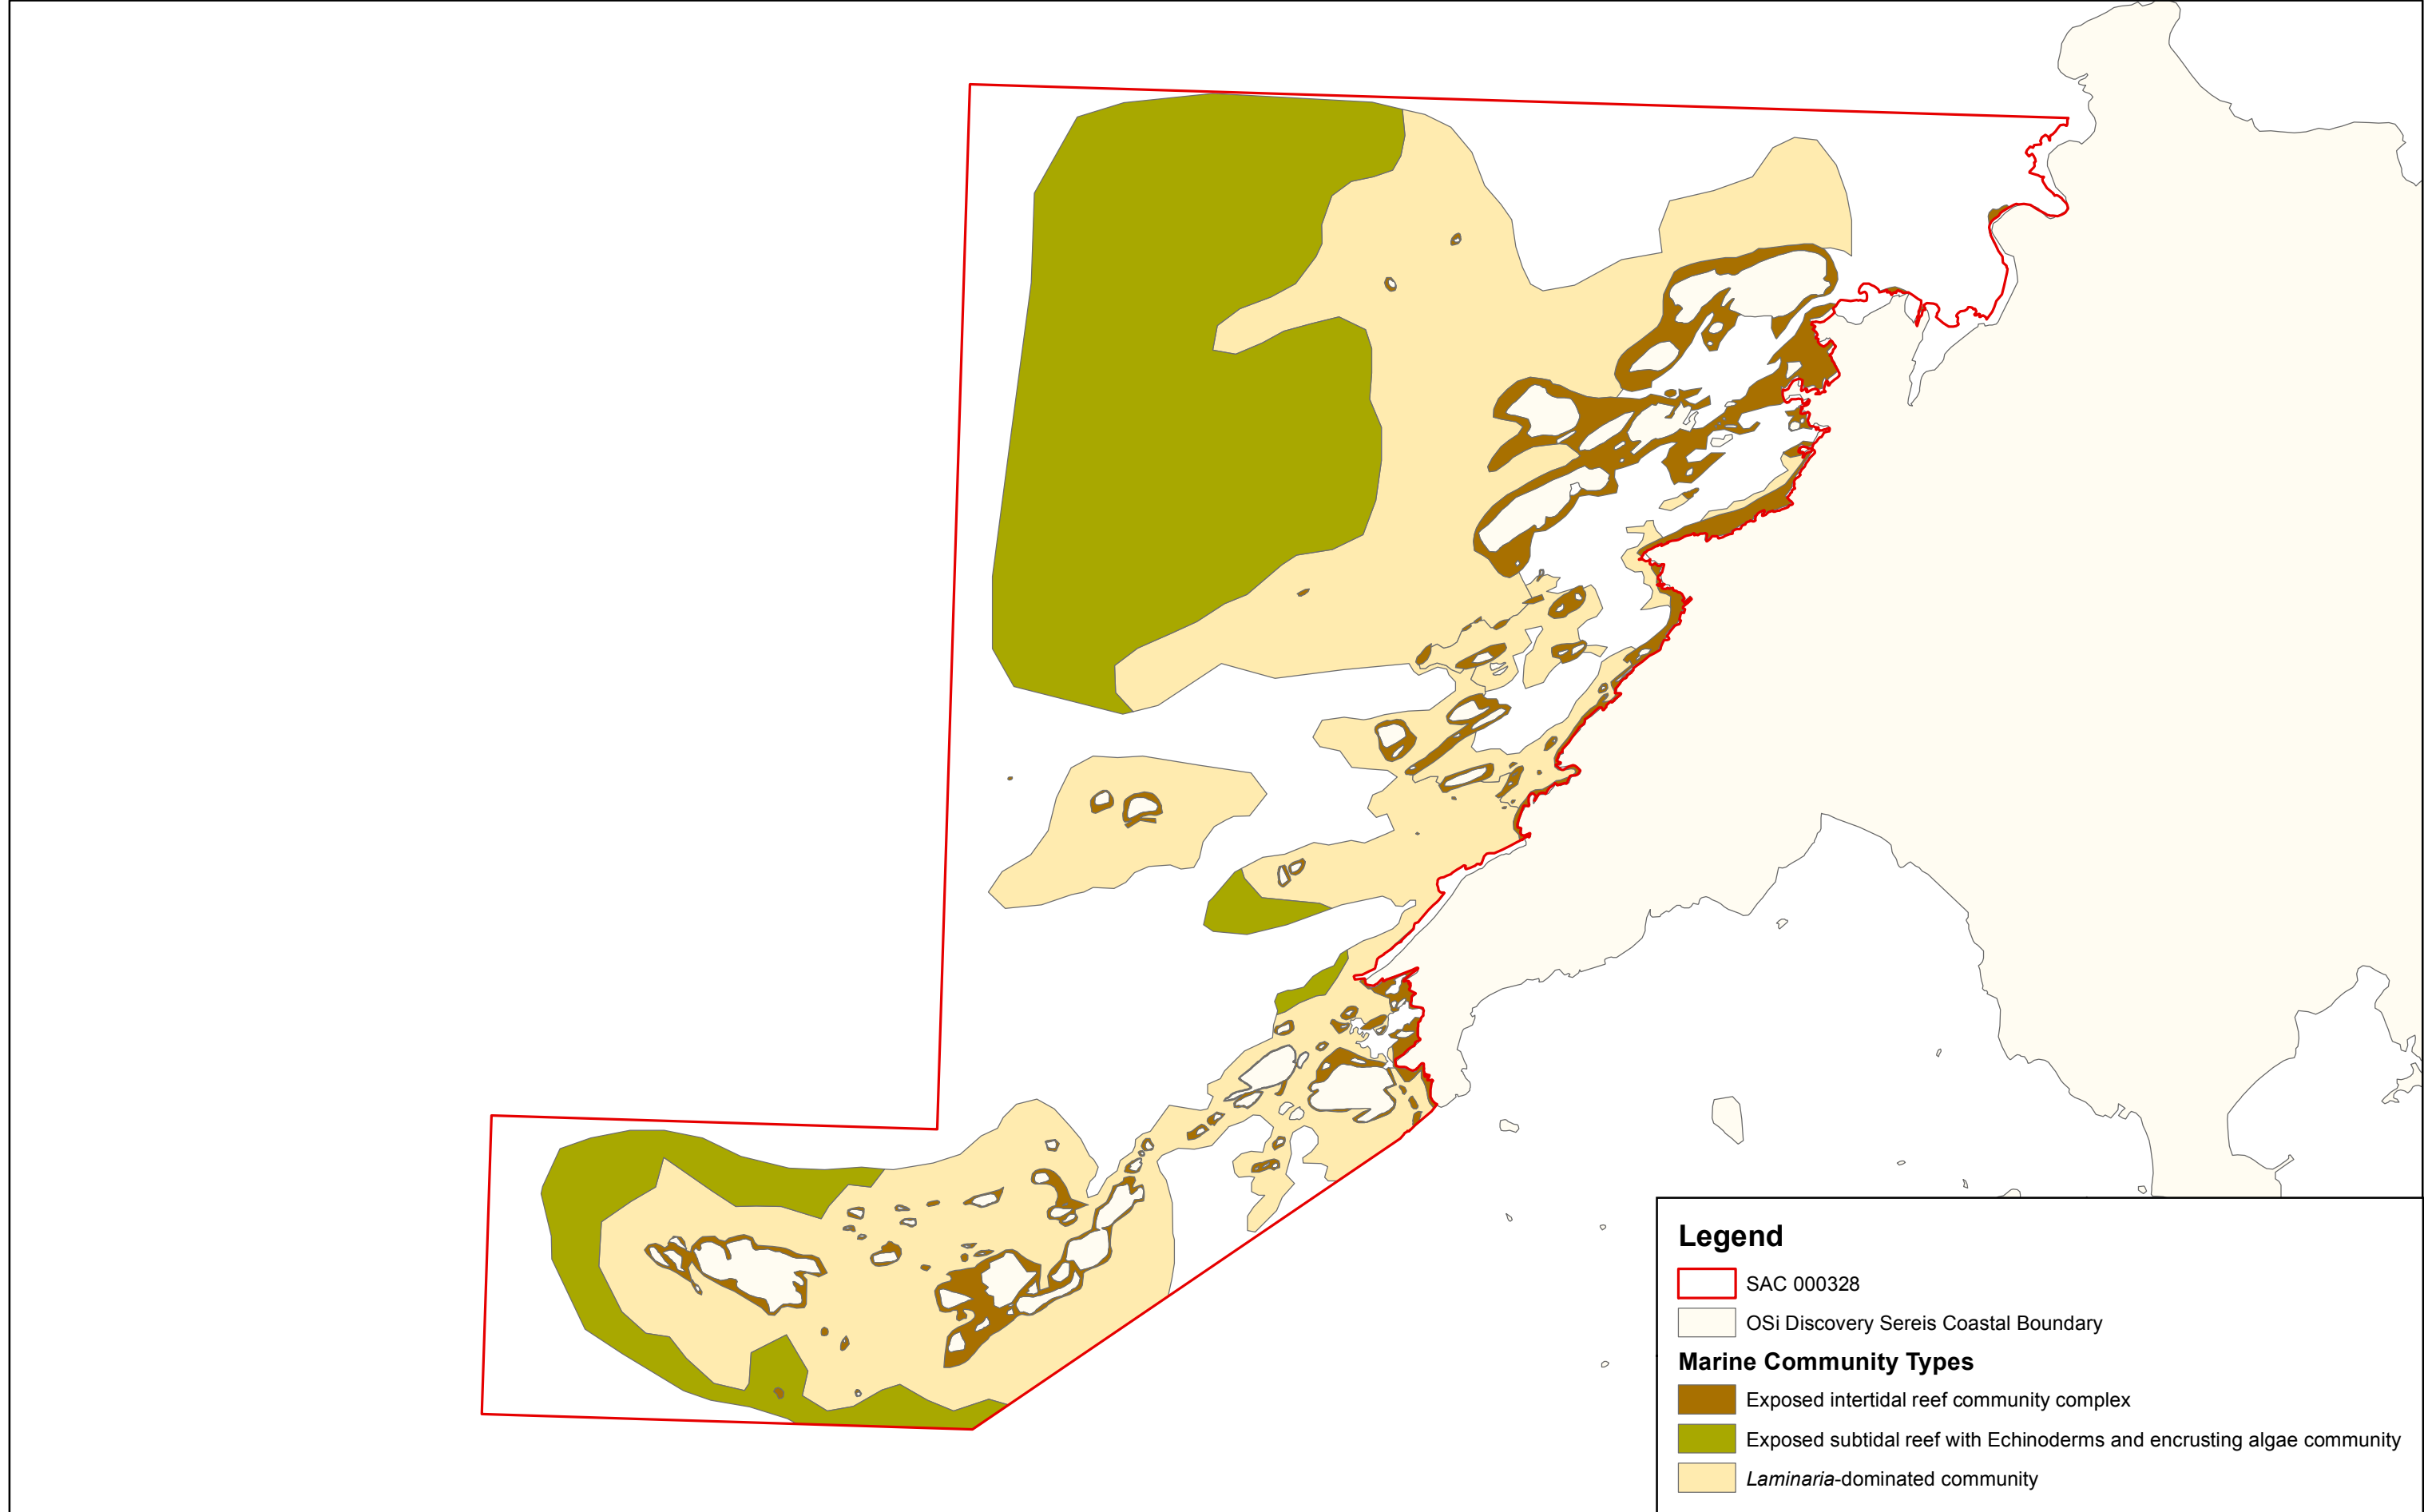 Legend
SAC 000328
OSi Discovery Sereis Coastal Boundary
Marine Community Types
Exposed intertidal reef community complex
Exposed subtidal reef with Echinoderms and encrusting algae community
Laminaria-dominated community